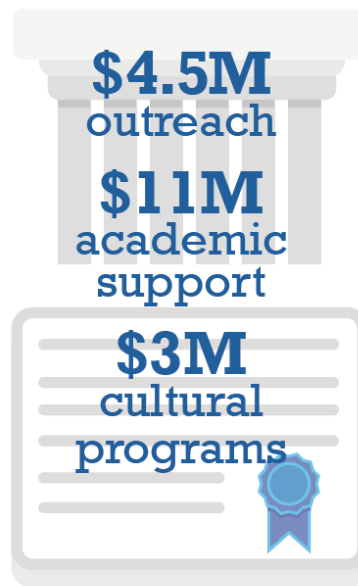 $4.5M
outreach
$11M
academic
support
$3M
cultural
programs